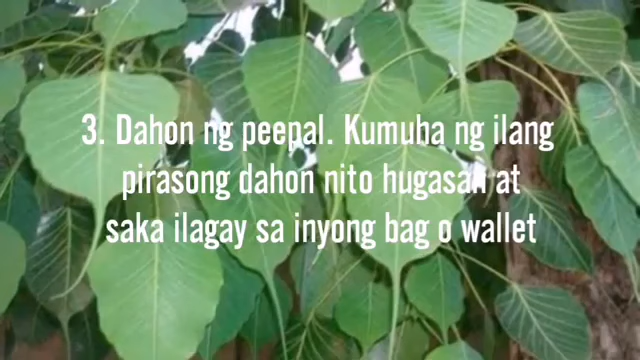 3. Dahon ng peepal. Kumuha ng ilang
pirasong dahon nito hugasan at
saka ilagay sa inyong bag o wallet